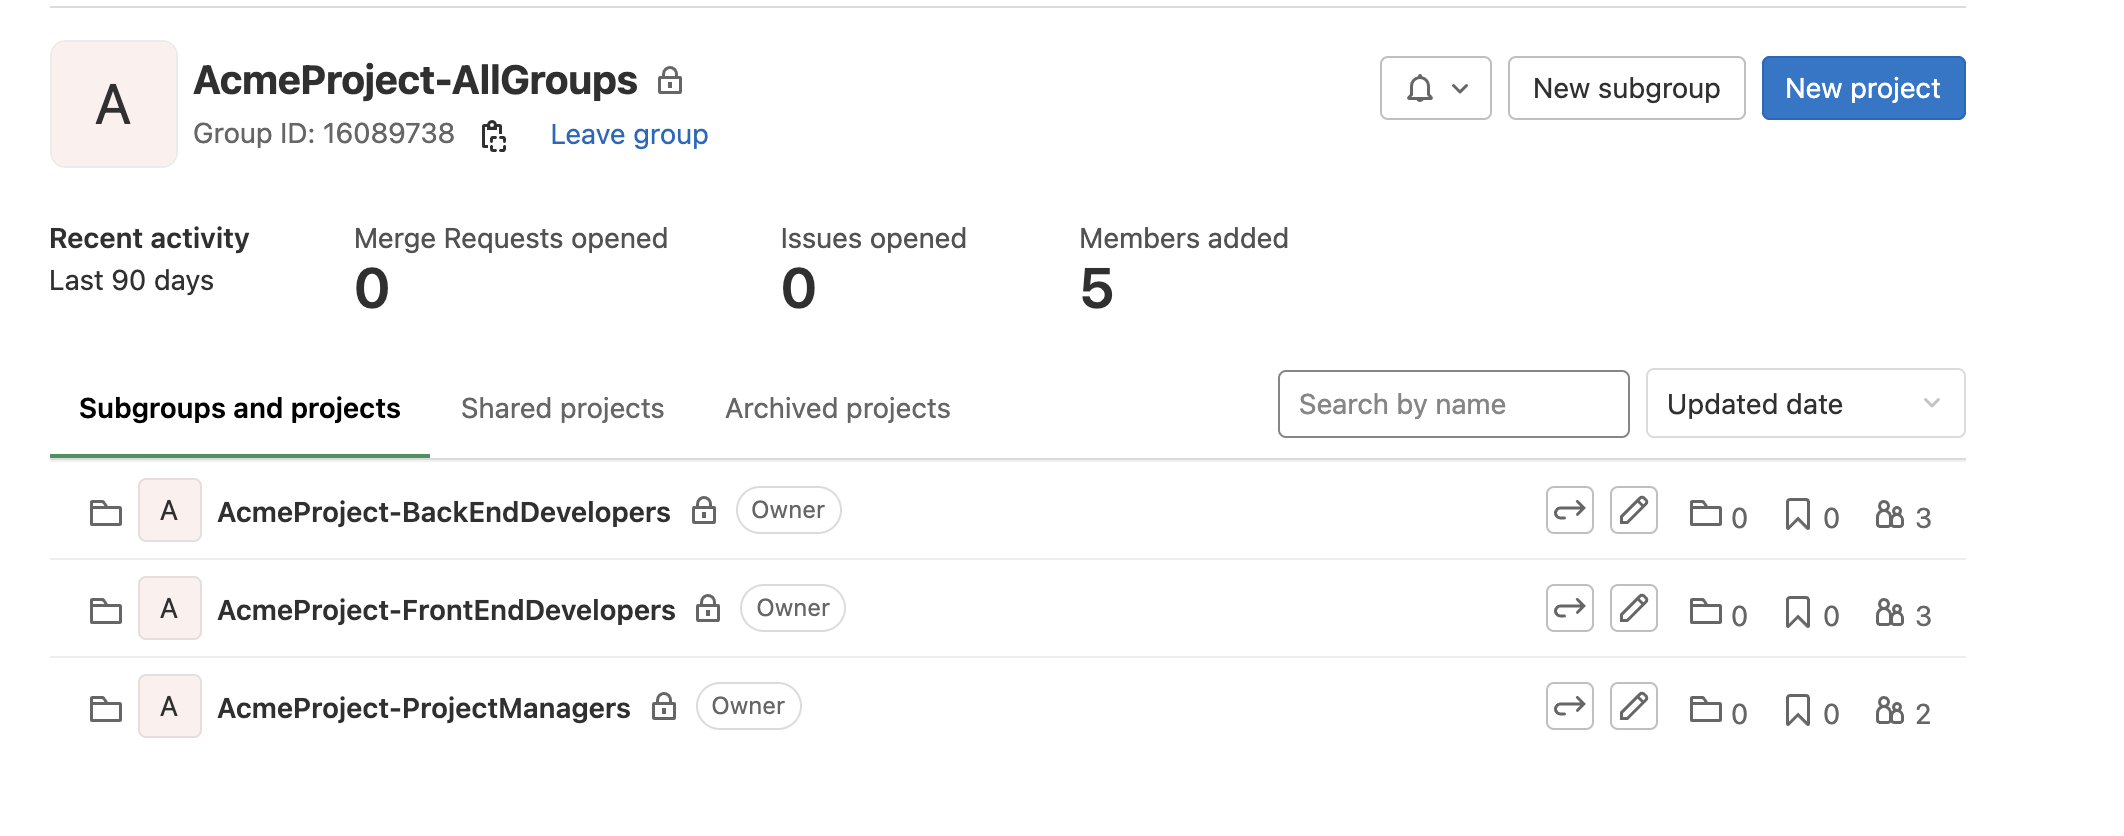 A
AcmeProject-AllGroups
Group ID: 16089738 Leave group
New subgroup
New project
Recent activity
Last 90 days
Merge Requests opened
0
Issues opened
0
Members added
5
Subgroups and projects Shared projects Archived projects
Search by name
Updated date
A AcmeProject-BackEndDevelopers Owner 0 0 3
A AcmeProject-FrontEndDevelopers Owner 0 0 3
A AcmeProject-ProjectManagers Owner 0 0 2